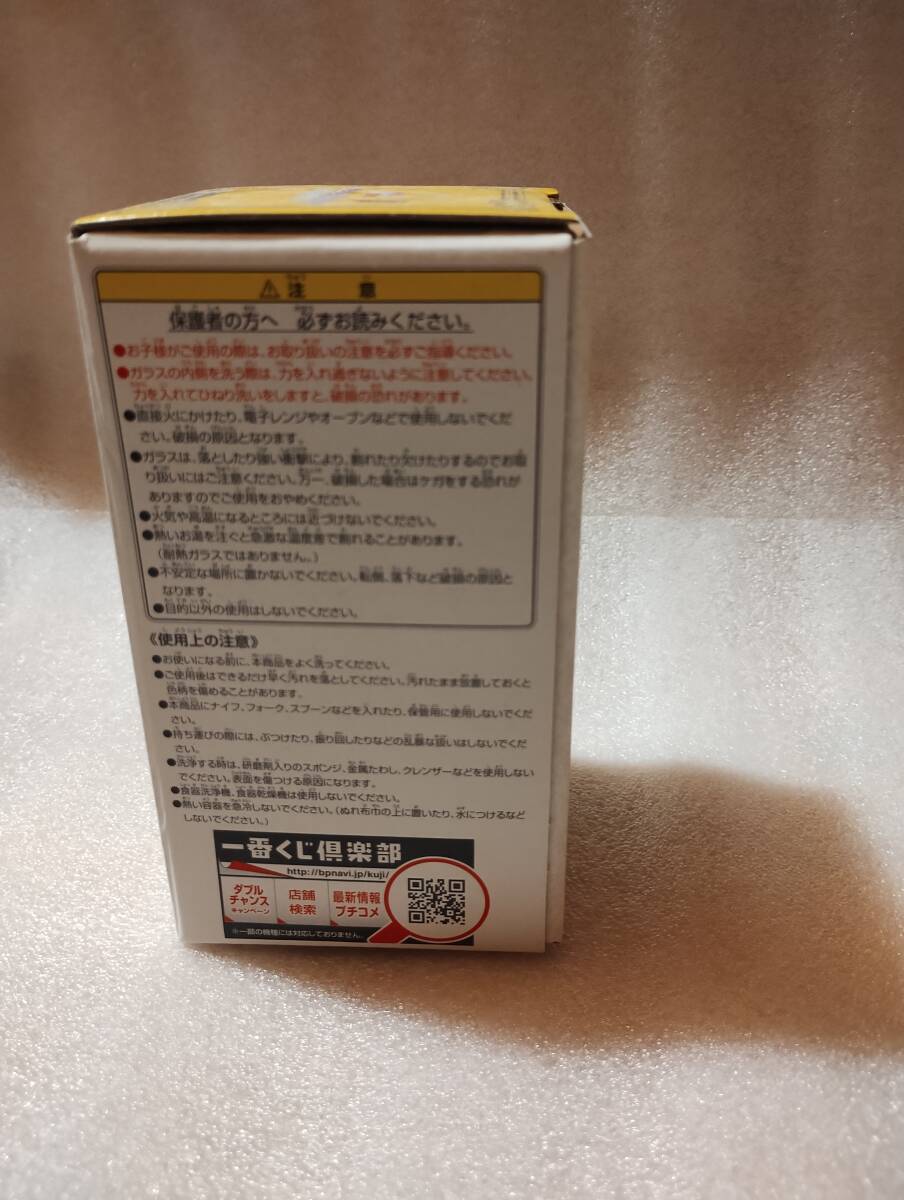 ⚠注 意
保護者の方へ 必ずお読みください。
●お子様がご使用の際は、お取り扱いの注意を必ずご指導ください。
●ガラスの内側を洗う際は、力を入れ過ぎないように注意してください。
力を入れてひねり洗いをしますと、破損の恐れがあります。
●直接火にかけたり、電子レンジやオーブンなどで使用しないでくだ
さい。破損の原因となります。
●ガラスは、落としたり強い衝撃により、割れたり欠けたりするのでお取
り扱いにはご注意ください。万一、破損した場合はケガをする恐れが
ありますのでご使用をおやめください。
●火気や高温になるところには近づけないでください。
●熱いお湯を注ぐと急激な温度差で割れることがあります。
(耐熱ガラスではありません。)
●不安定な場所に置かないでください。転倒、落下など破損の原因と
なります。
●目的以外の使用はしないでください。
《使用上の注意》
●お使いになる前に、本商品をよく洗ってください。
●ご使用後はできるだけ早く汚れを落としてください。汚れたまま放置しておくと
色柄を傷めることがあります。
●本商品にナイフ、フォーク、スプーンなどを入れたり、保管用に使用しないでくだ
さい。
●持ち運びの際には、ぶつけたり、振り回したりなどの乱暴な扱いはしないでくだ
さい。
●洗浄する時は、研磨剤入りのスポンジ、金属たわし、クレンザーなどを使用しない
でください。表面を傷つける原因になります。
●食器洗浄機、食器乾燥機は使用しないでください。
●熱い容器を急冷しないでください。(ぬれ布巾の上に置いたり、水につけるなど
しないでください。)
一番くじ倶楽部
http://bpnavi.jp/kuji/
ダブル
チャンス
キャンペーン
店舗
検索
最新情報
プチコメ
※一部の機種には対応しておりません。